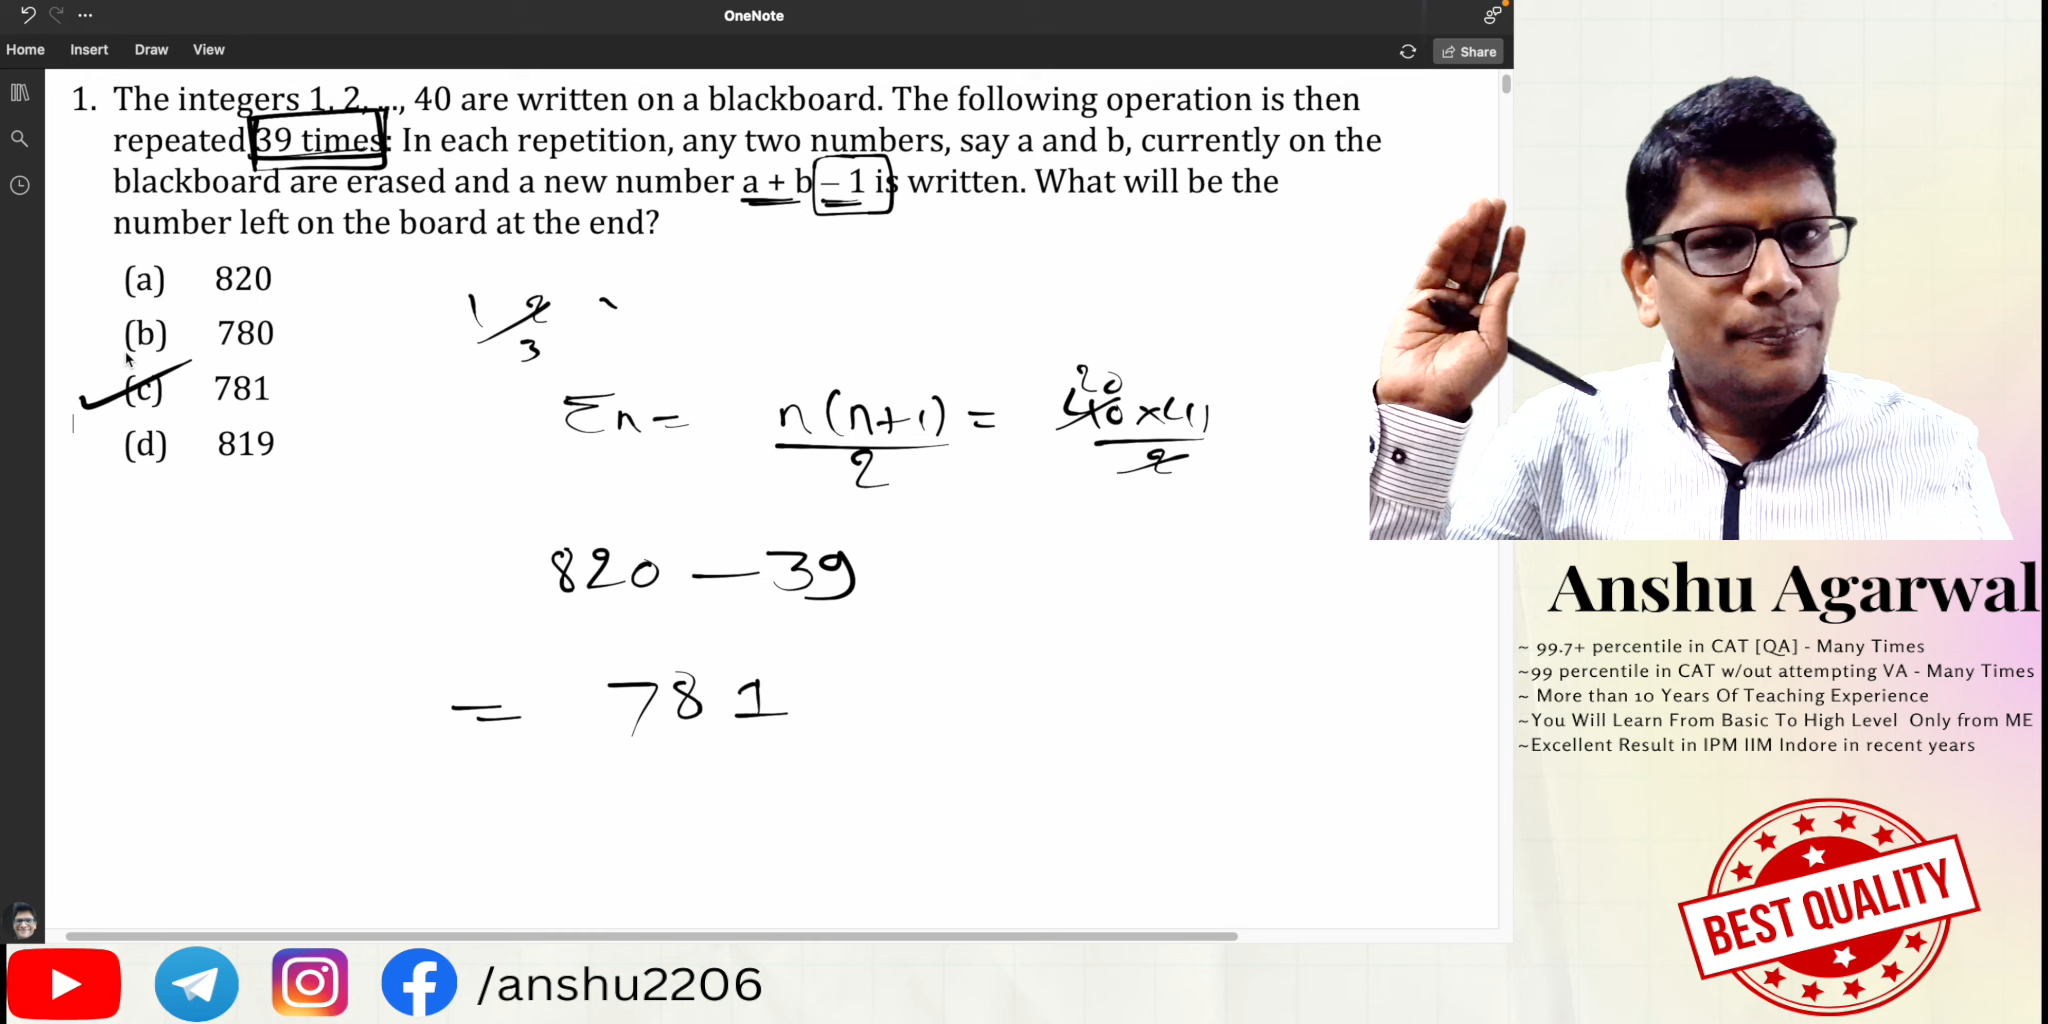 OneNote
Home Insert Draw View
Share
1. The integers 1, 2, ..., 40 are written on a blackboard. The following operation is then
repeated 39 times: In each repetition, any two numbers, say a and b, currently on the
blackboard are erased and a new number a + b – 1 is written. What will be the
number left on the board at the end?
(a) 820
(b) 780
(c) 781
(d) 819
1 2
3
Σn = n(n+1)/2 = 40×41/2
20
820 – 39
= 781
Anshu Agarwal
~ 99.7+ percentile in CAT [QA] - Many Times
~99 percentile in CAT w/out attempting VA - Many Times
~ More than 10 Years Of Teaching Experience
~You Will Learn From Basic To High Level Only from ME
~Excellent Result in IPM IIM Indore in recent years
BEST QUALITY
/anshu2206